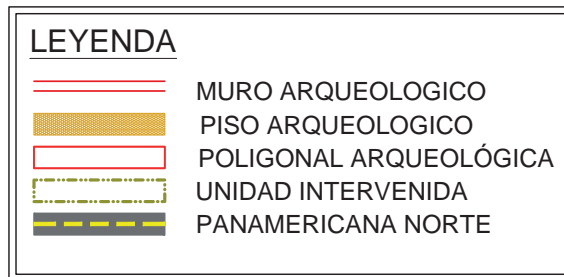 LEYENDA
MURO ARQUEOLOGICO
PISO ARQUEOLOGICO
POLIGONAL ARQUEOLÓGICA
UNIDAD INTERVENIDA
PANAMERICANA NORTE